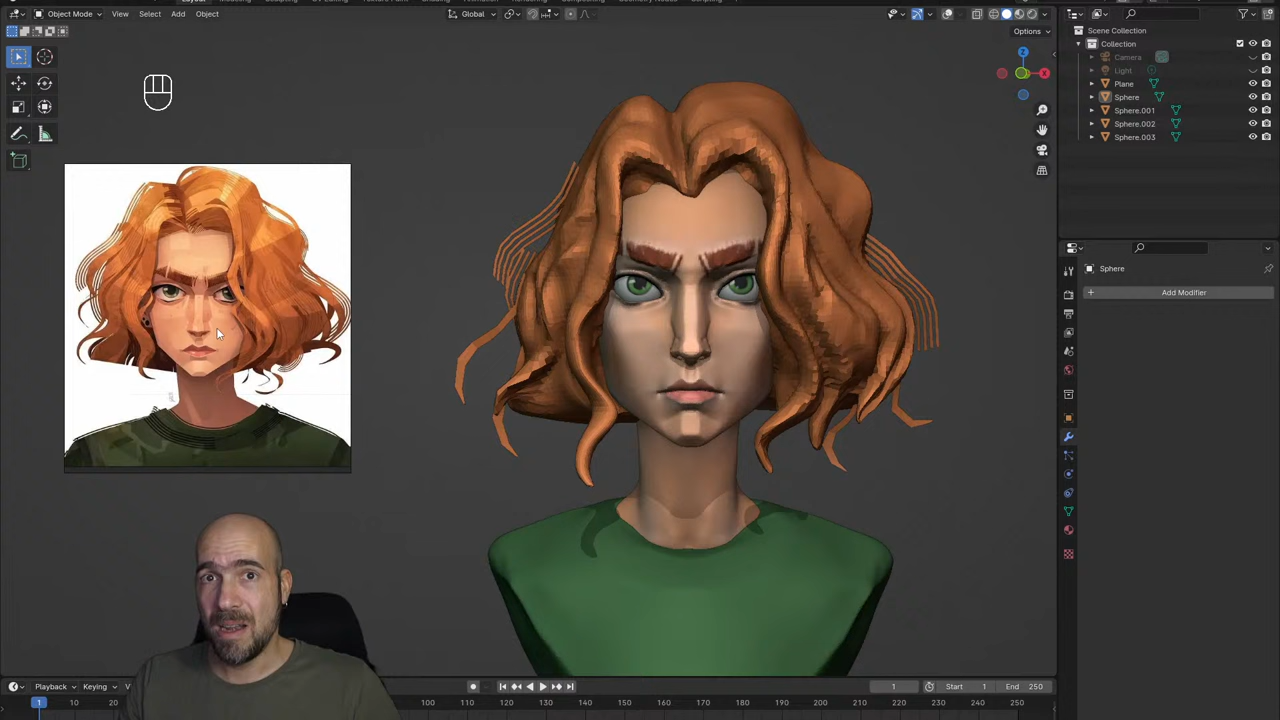 Object Mode View Select Add Object Global
Options
Scene Collection
Collection
Camera
Light
Plane
Sphere
Sphere.001
Sphere.002
Sphere.003
Sphere
Add Modifier
Playback Keying 1 Start 1 End 250
1 10 20 100 110 120 130 140 150 160 170 180 190 200 210 220 230 240 250
X
Z